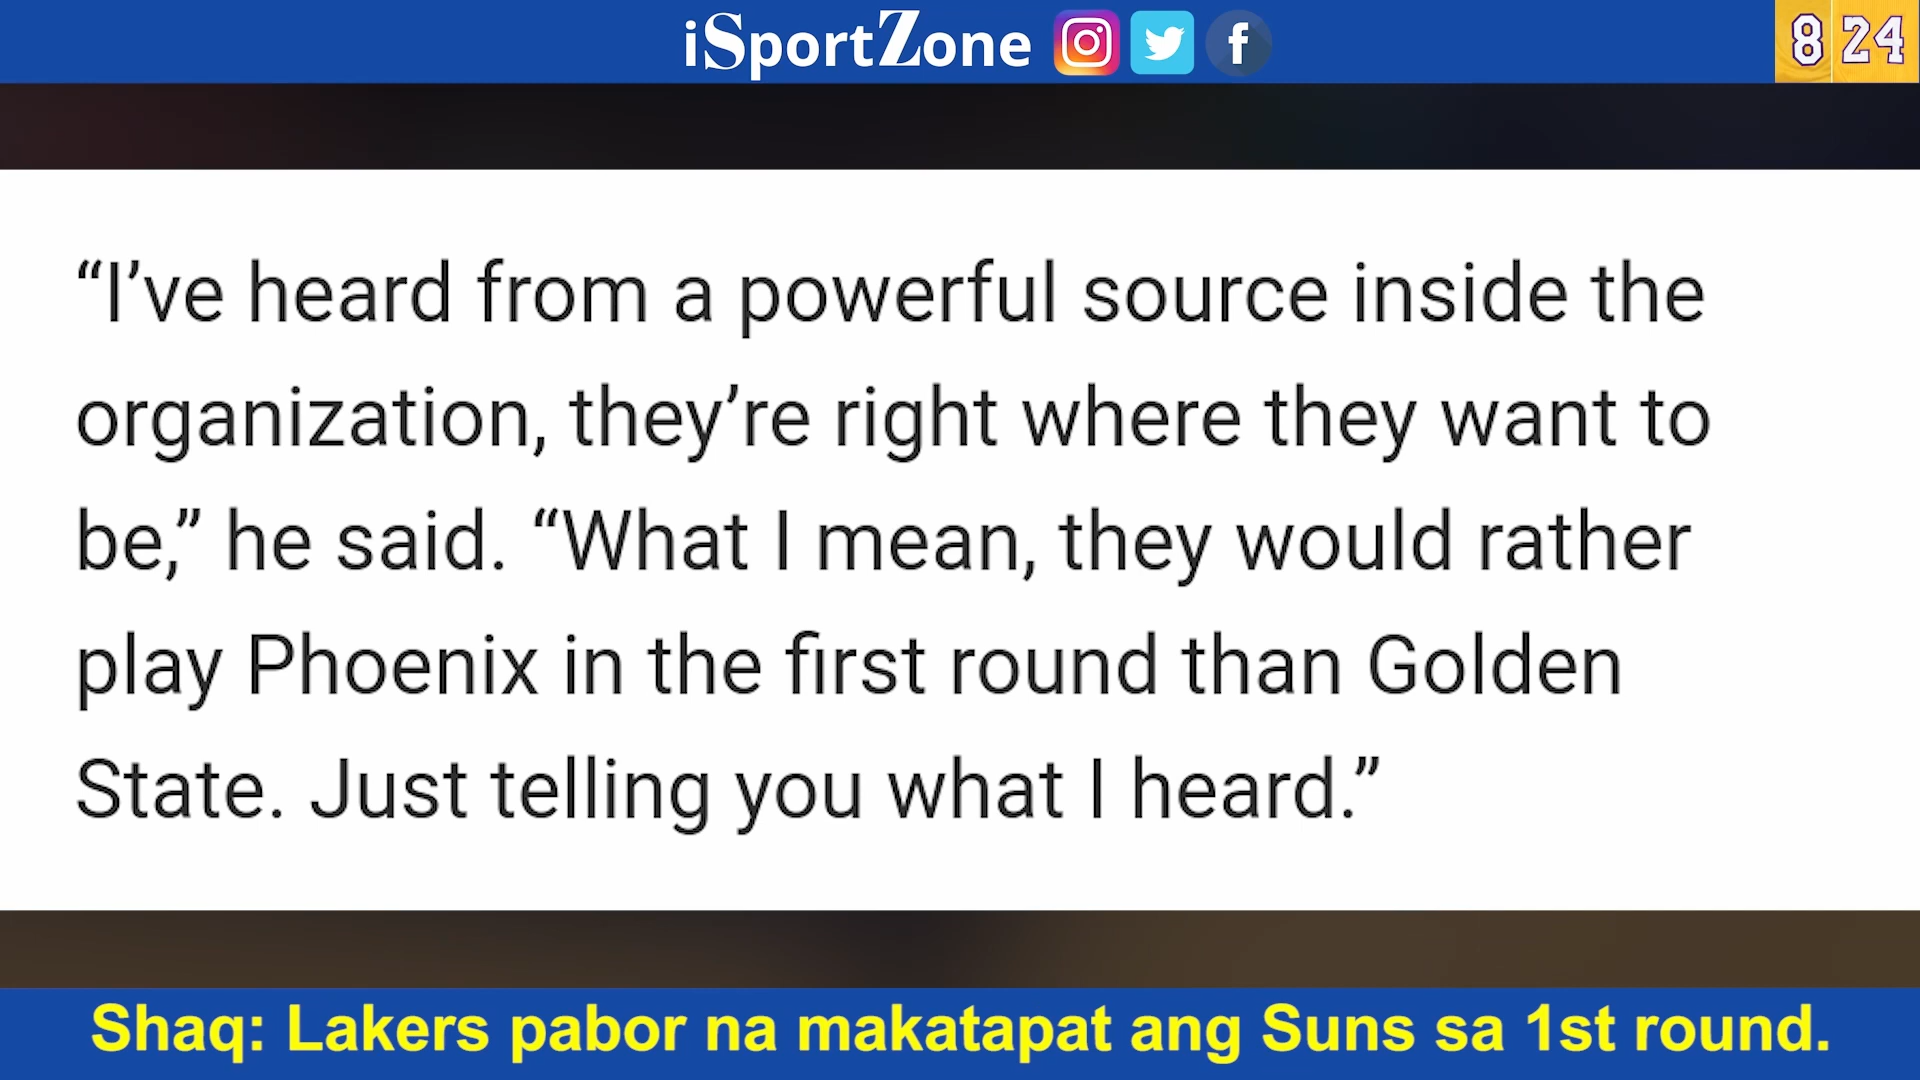 iSportZone
8 24
“I’ve heard from a powerful source inside the
organization, they’re right where they want to
be,” he said. “What I mean, they would rather
play Phoenix in the first round than Golden
State. Just telling you what I heard.”
Shaq: Lakers pabor na makatapat ang Suns sa 1st round.